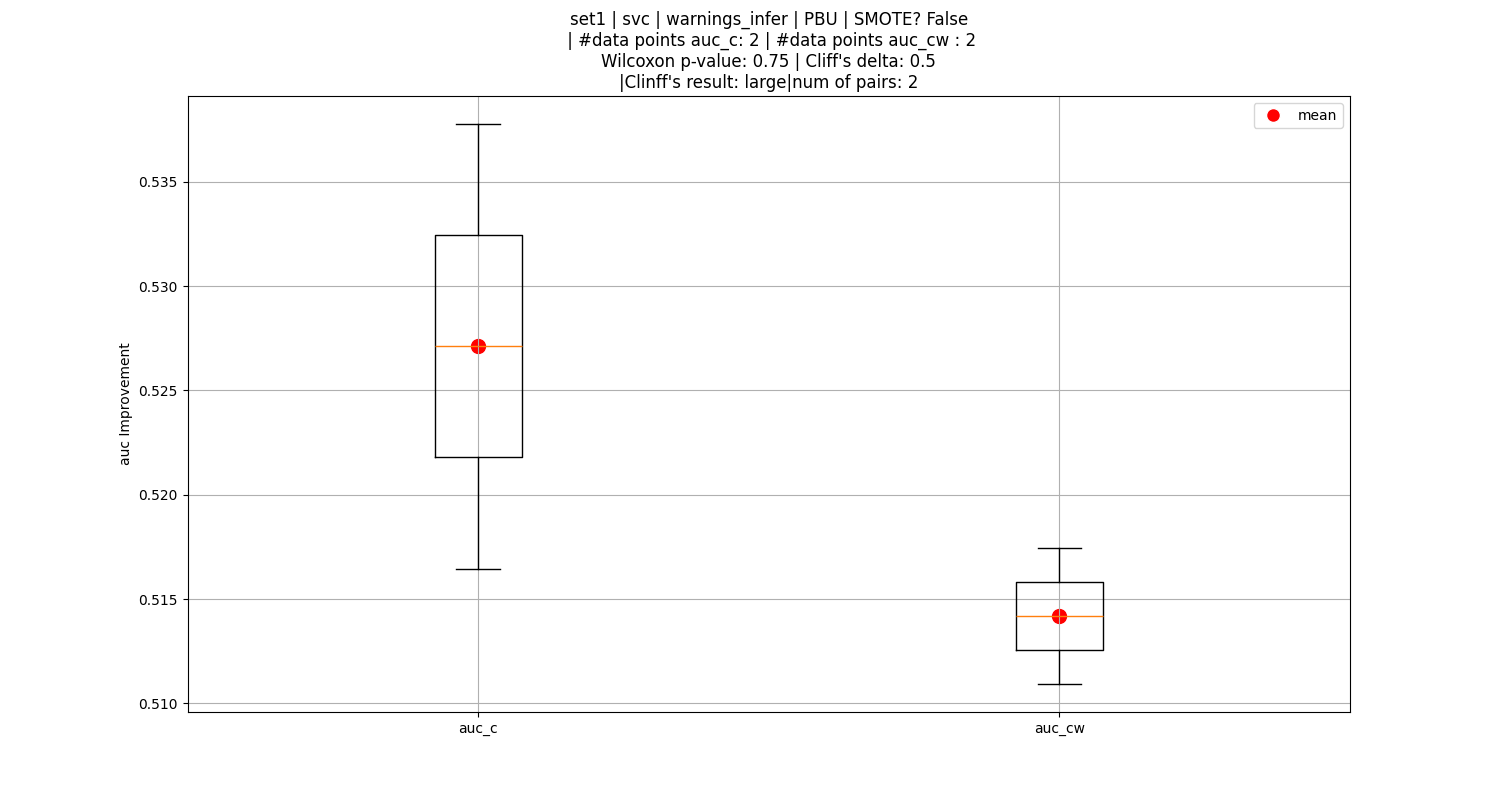 set1 | svc | warnings_infer | PBU | SMOTE? False
| #data points auc_c: 2 | #data points auc_cw : 2
Wilcoxon p-value: 0.75 | Cliff's delta: 0.5
|Clinff's result: large|num of pairs: 2
mean
0.535
0.530
0.525
0.520
0.515
0.510
auc Improvement
auc_c
auc_cw